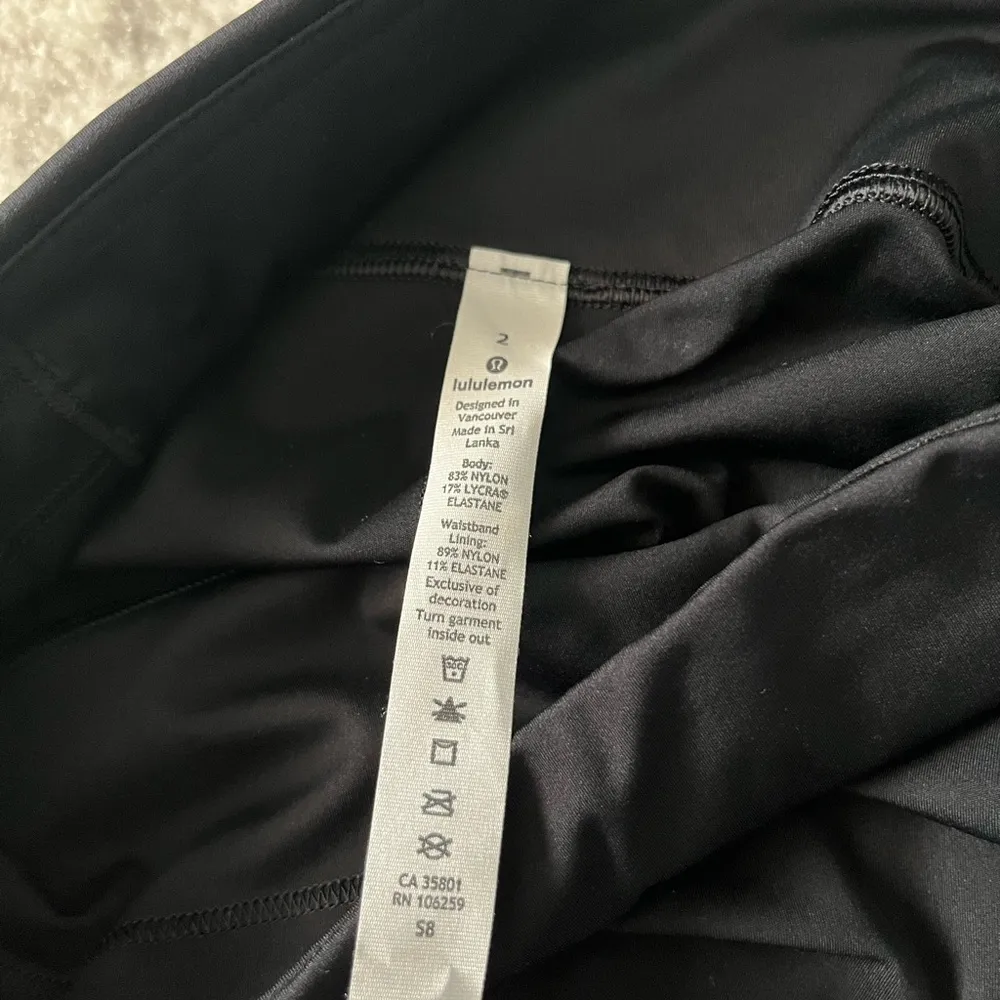 2
lululemon
Designed in
Vancouver
Made in Sri
Lanka
Body:
83% NYLON
17% LYCRA®
ELASTANE
Waistband
Lining:
89% NYLON
11% ELASTANE
Exclusive of
decoration
Turn garment
inside out
CA 35801
RN 106259
S8